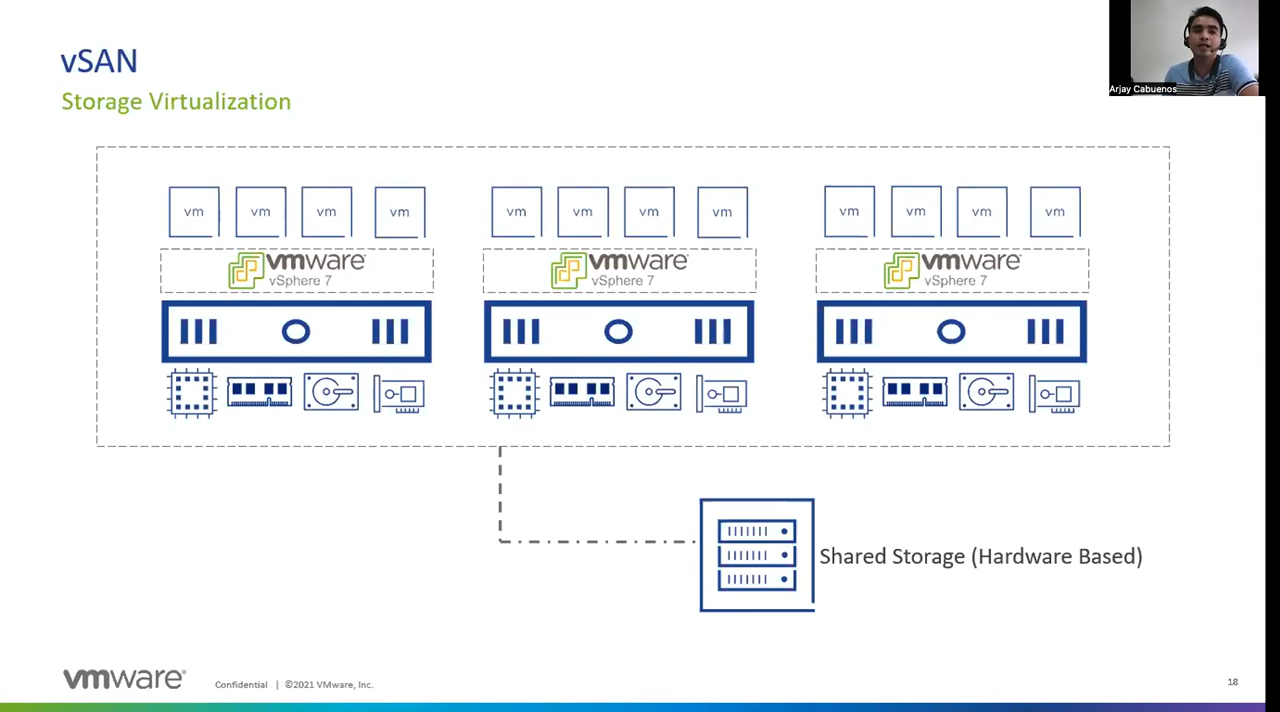 vSAN
Storage Virtualization
Arjay Cabuenos
vm vm vm vm vm vm vm vm vm vm vm vm
vmware vmware vmware
vSphere 7 vSphere 7 vSphere 7
Shared Storage (Hardware Based)
vmware® Confidential | ©2021 VMware, Inc. 18